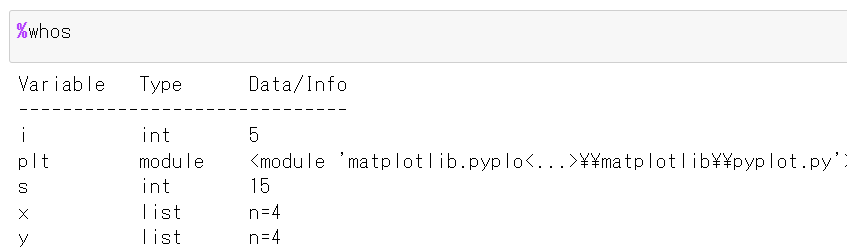 %whos
Variable   Type      Data/Info
------------------------------
i          int       5
plt        module    <module 'matplotlib.pyplo<...>¥¥matplotlib¥¥pyplot.py'>
s          int       15
x          list      n=4
y          list      n=4